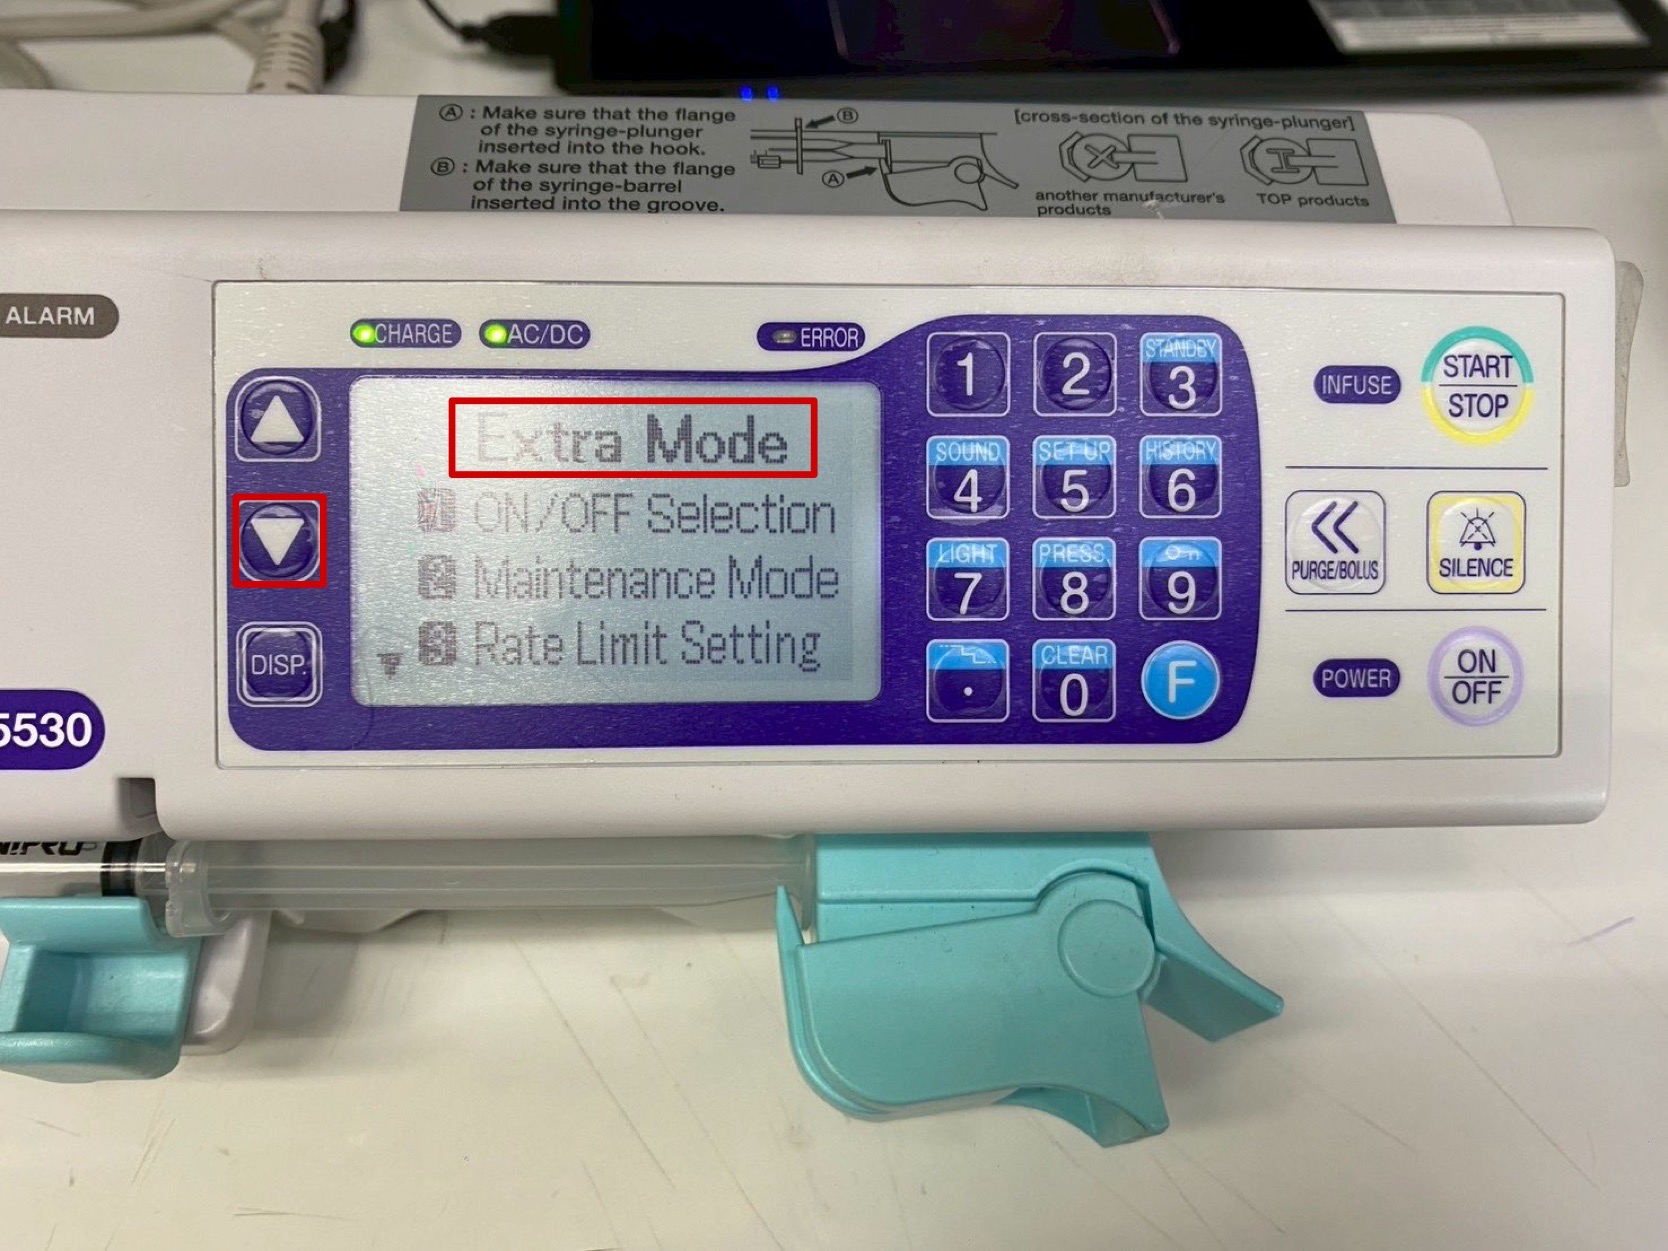 Ⓐ : Make sure that the flange
of the syringe-plunger
inserted into the hook.
Ⓑ : Make sure that the flange
of the syringe-barrel
inserted into the groove.
Ⓑ
Ⓐ
[cross-section of the syringe-plunger]
another manufacturer's
products
TOP products
ALARM
CHARGE
AC/DC
ERROR
Extra Mode
1 ON/OFF Selection
2 Maintenance Mode
3 Rate Limit Setting
DISP.
5530
1
2
STANDBY
3
SOUND
4
SET UP
5
HISTORY
6
LIGHT
7
PRESS.
8
9
.
CLEAR
0
F
INFUSE
START
STOP
PURGE/BOLUS
SILENCE
POWER
ON
OFF